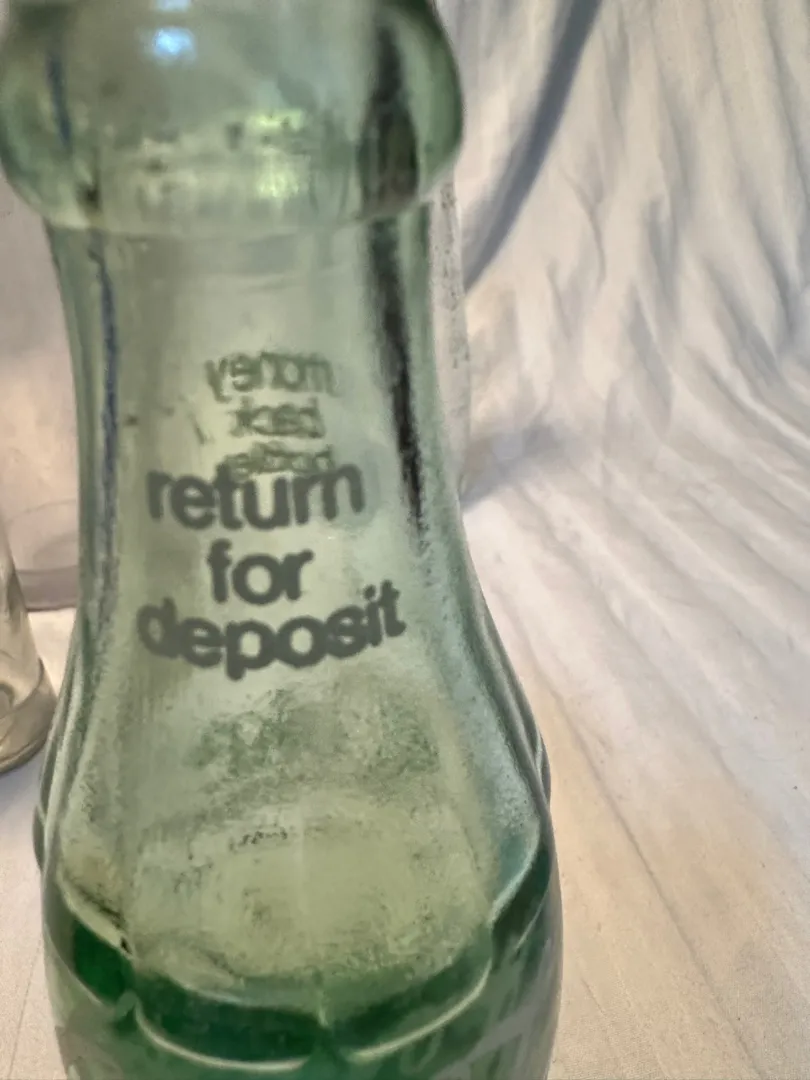 money
back
bottle
return
for
deposit